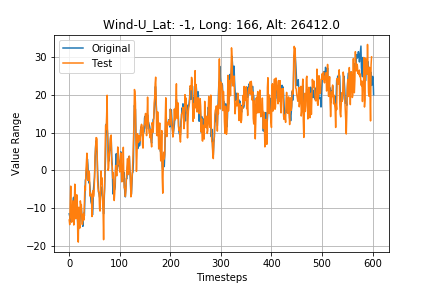 Wind-U_Lat: -1, Long: 166, Alt: 26412.0
Original
Test
Value Range
30
20
10
0
−10
−20
0 100 200 300 400 500 600
Timesteps